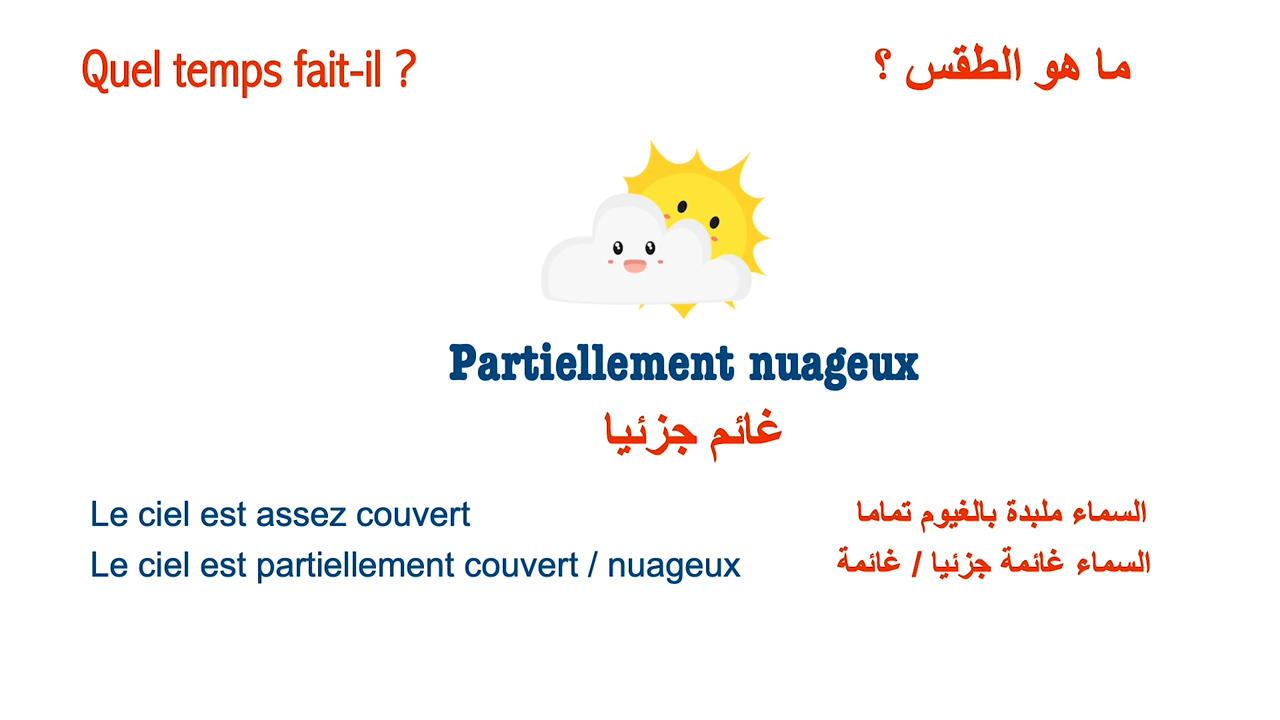 Quel temps fait-il ?
ما هو الطقس ؟
Partiellement nuageux
غائم جزئيا
Le ciel est assez couvert
السماء ملبدة بالغيوم تماما
Le ciel est partiellement couvert / nuageux
السماء غائمة جزئيا / غائمة